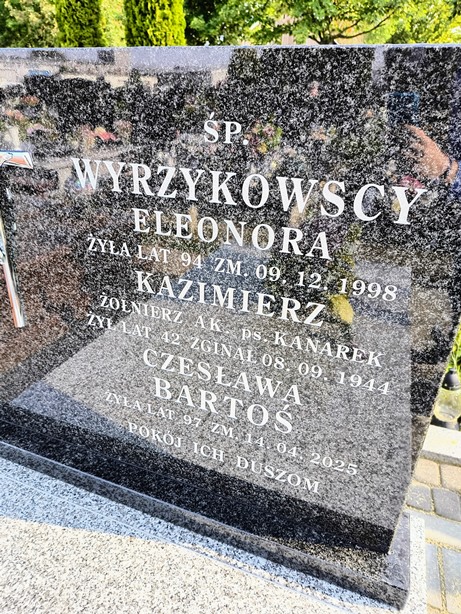 ŚP.
WYRZYKOWSCY
ELEONORA
ŻYŁA LAT 94 ZM. 09. 12. 1998
KAZIMIERZ
ŻOŁNIERZ AK. ps. KANAREK
ŻYŁ LAT 42 ZGINĄŁ 08. 09. 1944
CZESŁAWA
BARTOŚ
ŻYŁA LAT 97 ZM. 14. 04. 2025
POKÓJ ICH DUSZOM